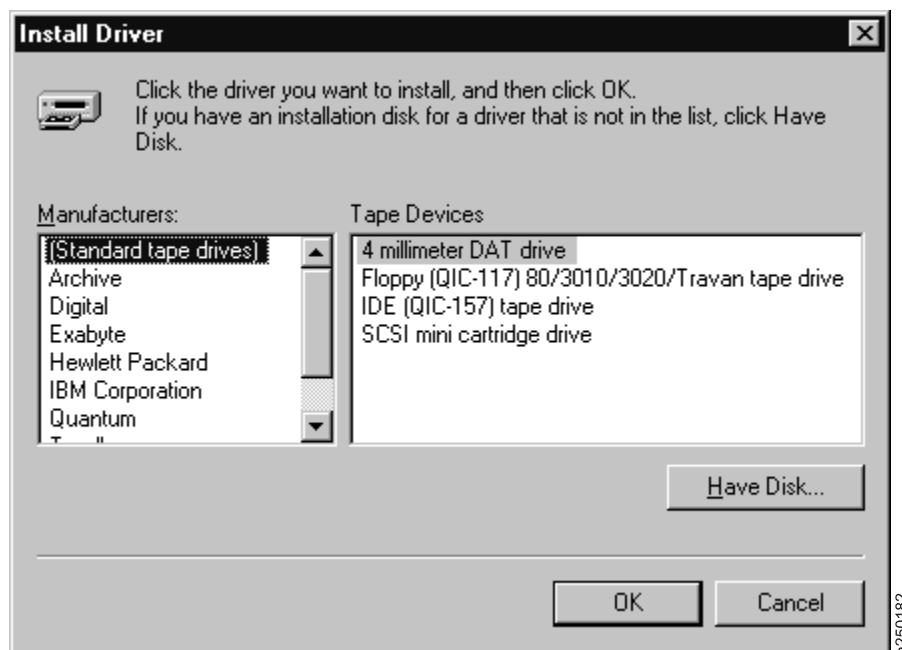 Install Driver
Click the driver you want to install, and then click OK.
If you have an installation disk for a driver that is not in the list, click Have
Disk.
Manufacturers:
(Standard tape drives)
Archive
Digital
Exabyte
Hewlett Packard
IBM Corporation
Quantum
Tape Devices
4 millimeter DAT drive
Floppy (QIC-117) 80/3010/3020/Travan tape drive
IDE (QIC-157) tape drive
SCSI mini cartridge drive
Have Disk...
OK
Cancel